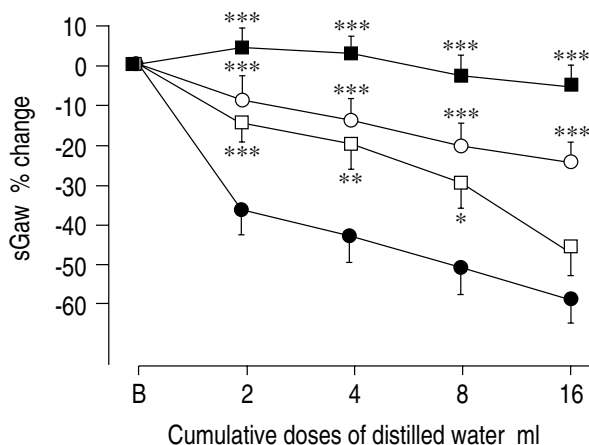 10
0
-10
-20
-30
-40
-50
-60
sGaw % change
*** *** *** ***
*** *** *** ***
*** ** *
B 2 4 8 16
Cumulative doses of distilled water ml